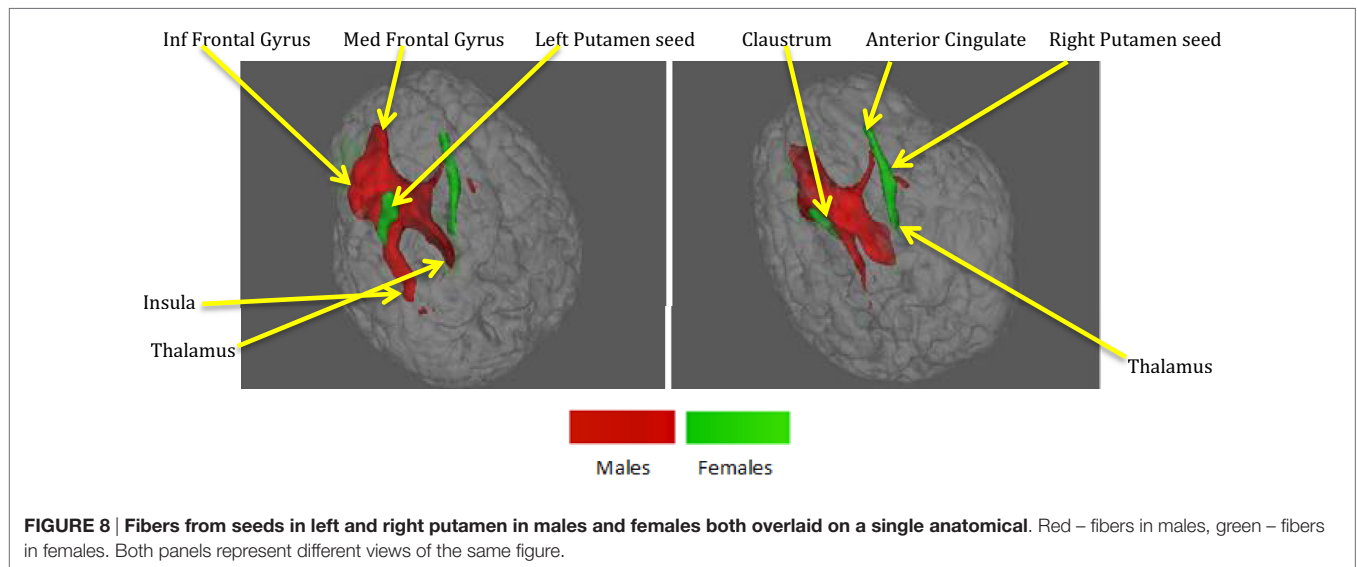 Inf Frontal Gyrus Med Frontal Gyrus Left Putamen seed Claustrum Anterior Cingulate Right Putamen seed
Insula
Thalamus
Thalamus
Males Females
FIGURE 8 | Fibers from seeds in left and right putamen in males and females both overlaid on a single anatomical. Red – fibers in males, green – fibers
in females. Both panels represent different views of the same figure.